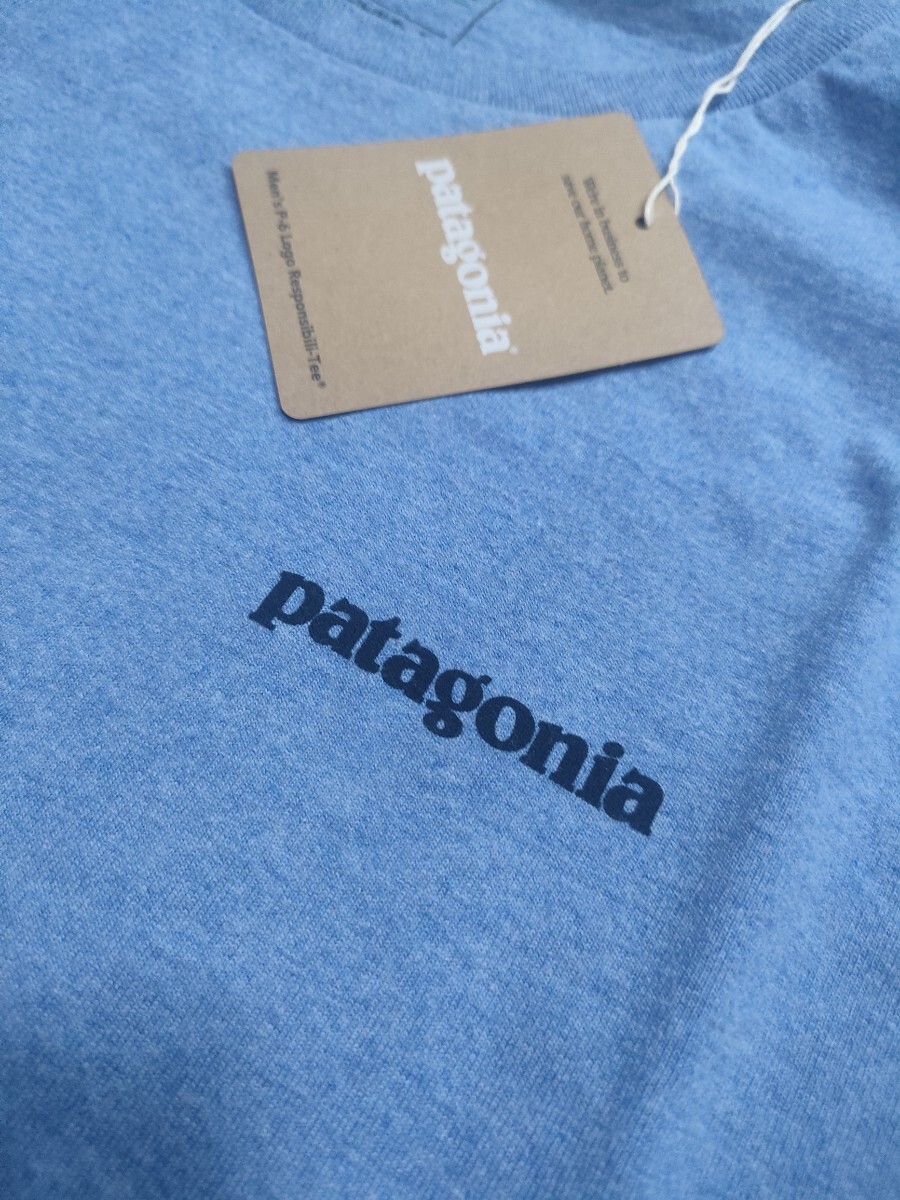 We're in business to
save our home planet.
patagonia®
Men's P-6 Logo Responsibili-Tee®
patagonia